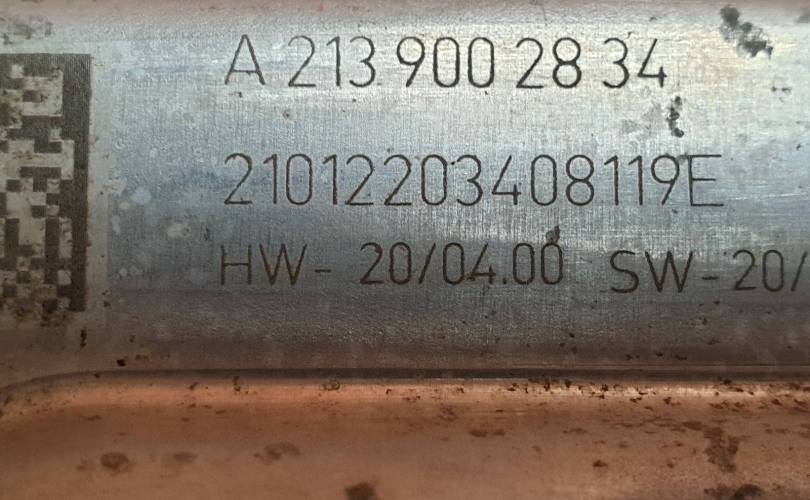 A 213 900 28 34
21012203408119E
HW- 20/04.00 SW-20/